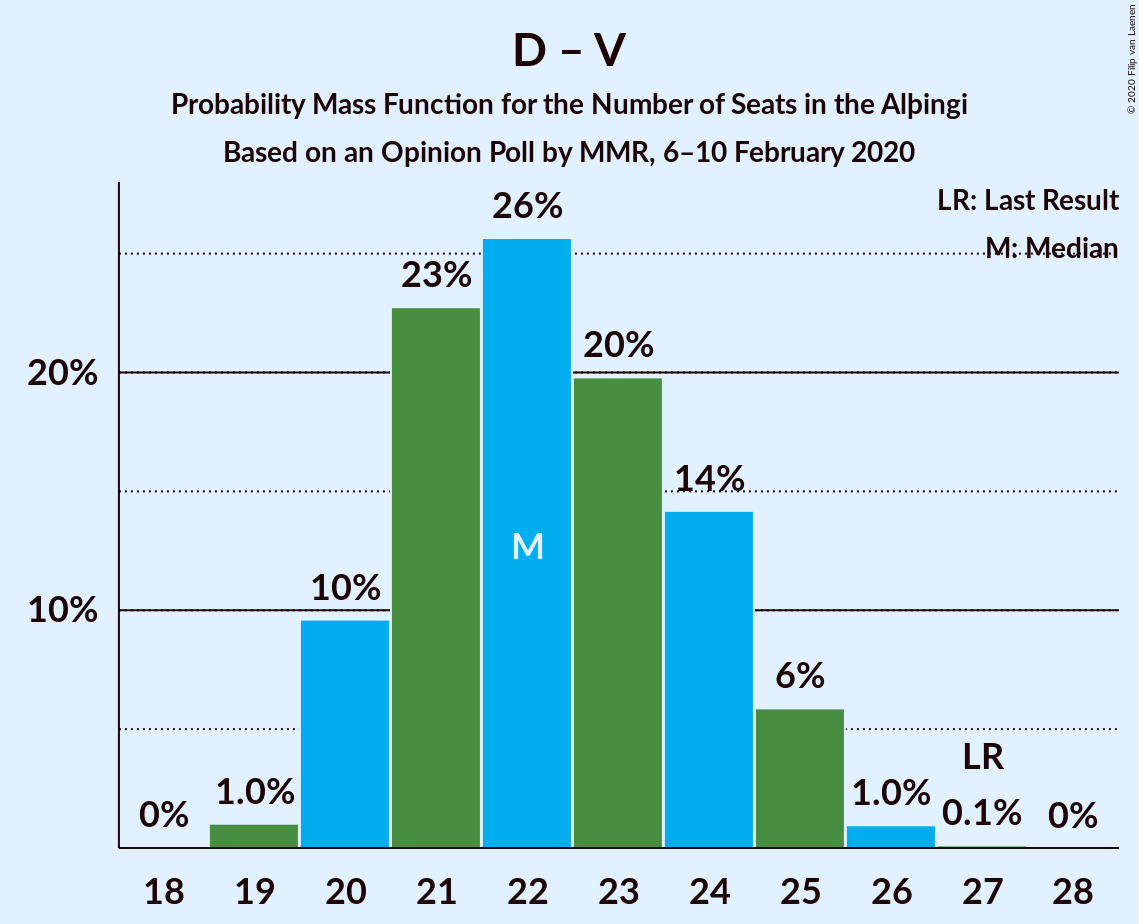 D – V
Probability Mass Function for the Number of Seats in the Alþingi
Based on an Opinion Poll by MMR, 6–10 February 2020
© 2020 Filip van Laenen
LR: Last Result
M: Median
26%
23%
20%
20%
14%
M
10%
10%
6%
LR
1.0%
1.0%
0.1%
0%
0%
18 19 20 21 22 23 24 25 26 27 28